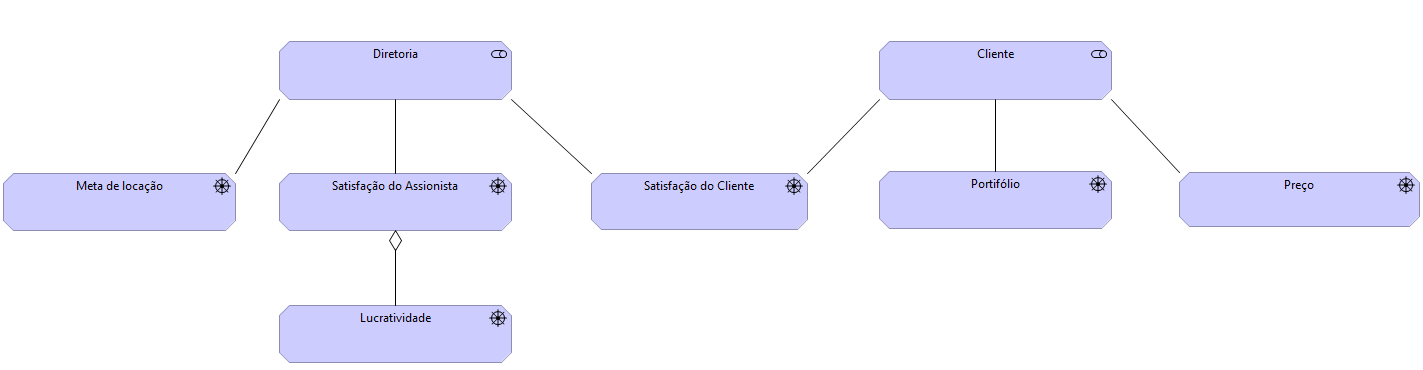 Diretoria
Cliente
Meta de locação
Satisfação do Assionista
Satisfação do Cliente
Portifólio
Preço
Lucratividade